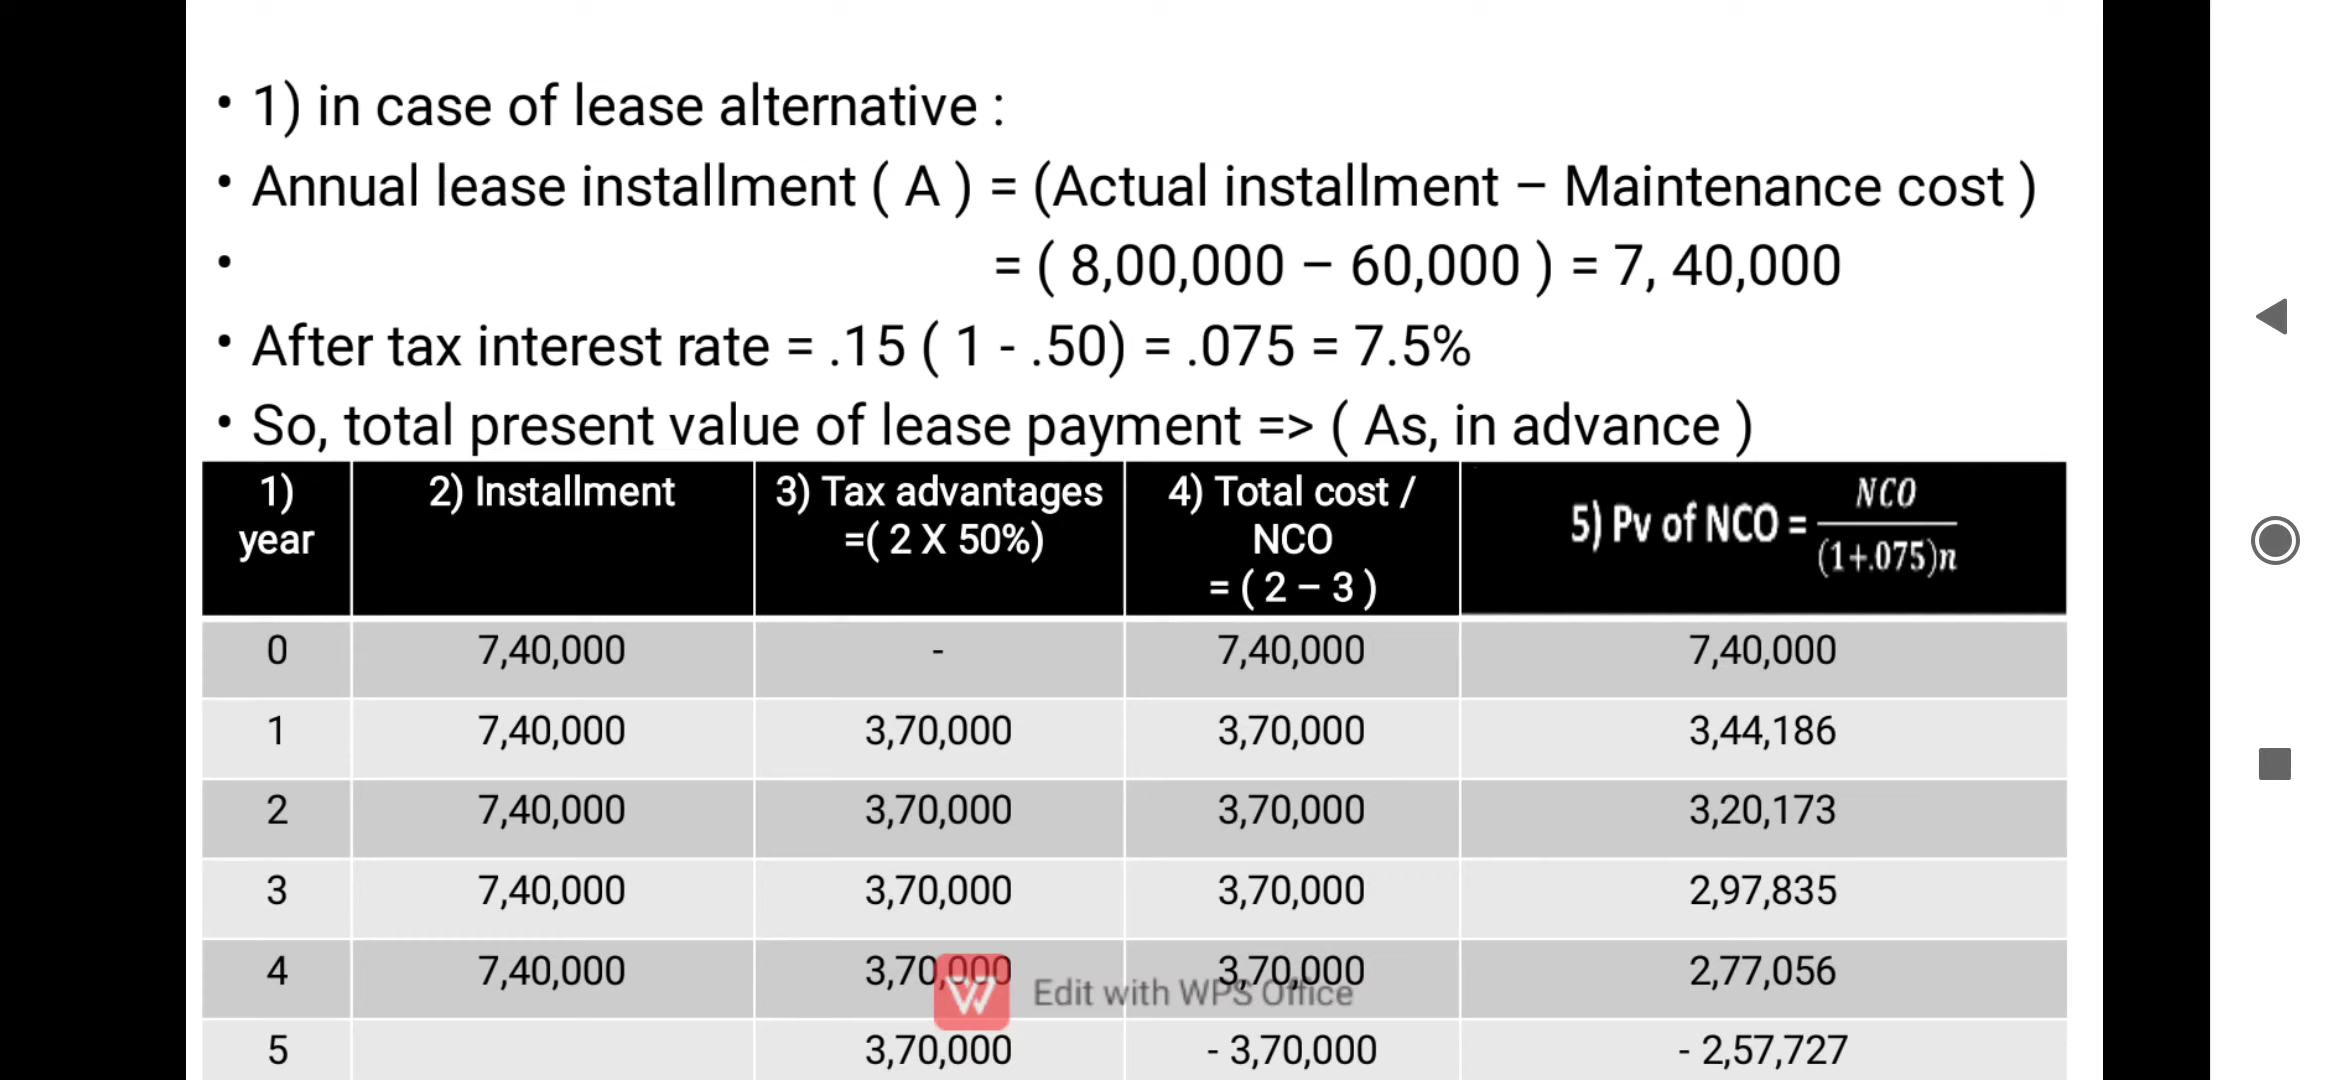 • 1) in case of lease alternative :
• Annual lease installment ( A ) = (Actual installment – Maintenance cost )
• = ( 8,00,000 – 60,000 ) = 7, 40,000
• After tax interest rate = .15 ( 1 - .50) = .075 = 7.5%
• So, total present value of lease payment => ( As, in advance )
1) year 2) Installment 3) Tax advantages =( 2 X 50%) 4) Total cost / NCO = ( 2 – 3 ) 5) Pv of NCO = NCO / (1+.075)n
0 7,40,000 - 7,40,000 7,40,000
1 7,40,000 3,70,000 3,70,000 3,44,186
2 7,40,000 3,70,000 3,70,000 3,20,173
3 7,40,000 3,70,000 3,70,000 2,97,835
4 7,40,000 3,70,000 3,70,000 2,77,056
Edit with WPS Office
5 3,70,000 - 3,70,000 - 2,57,727